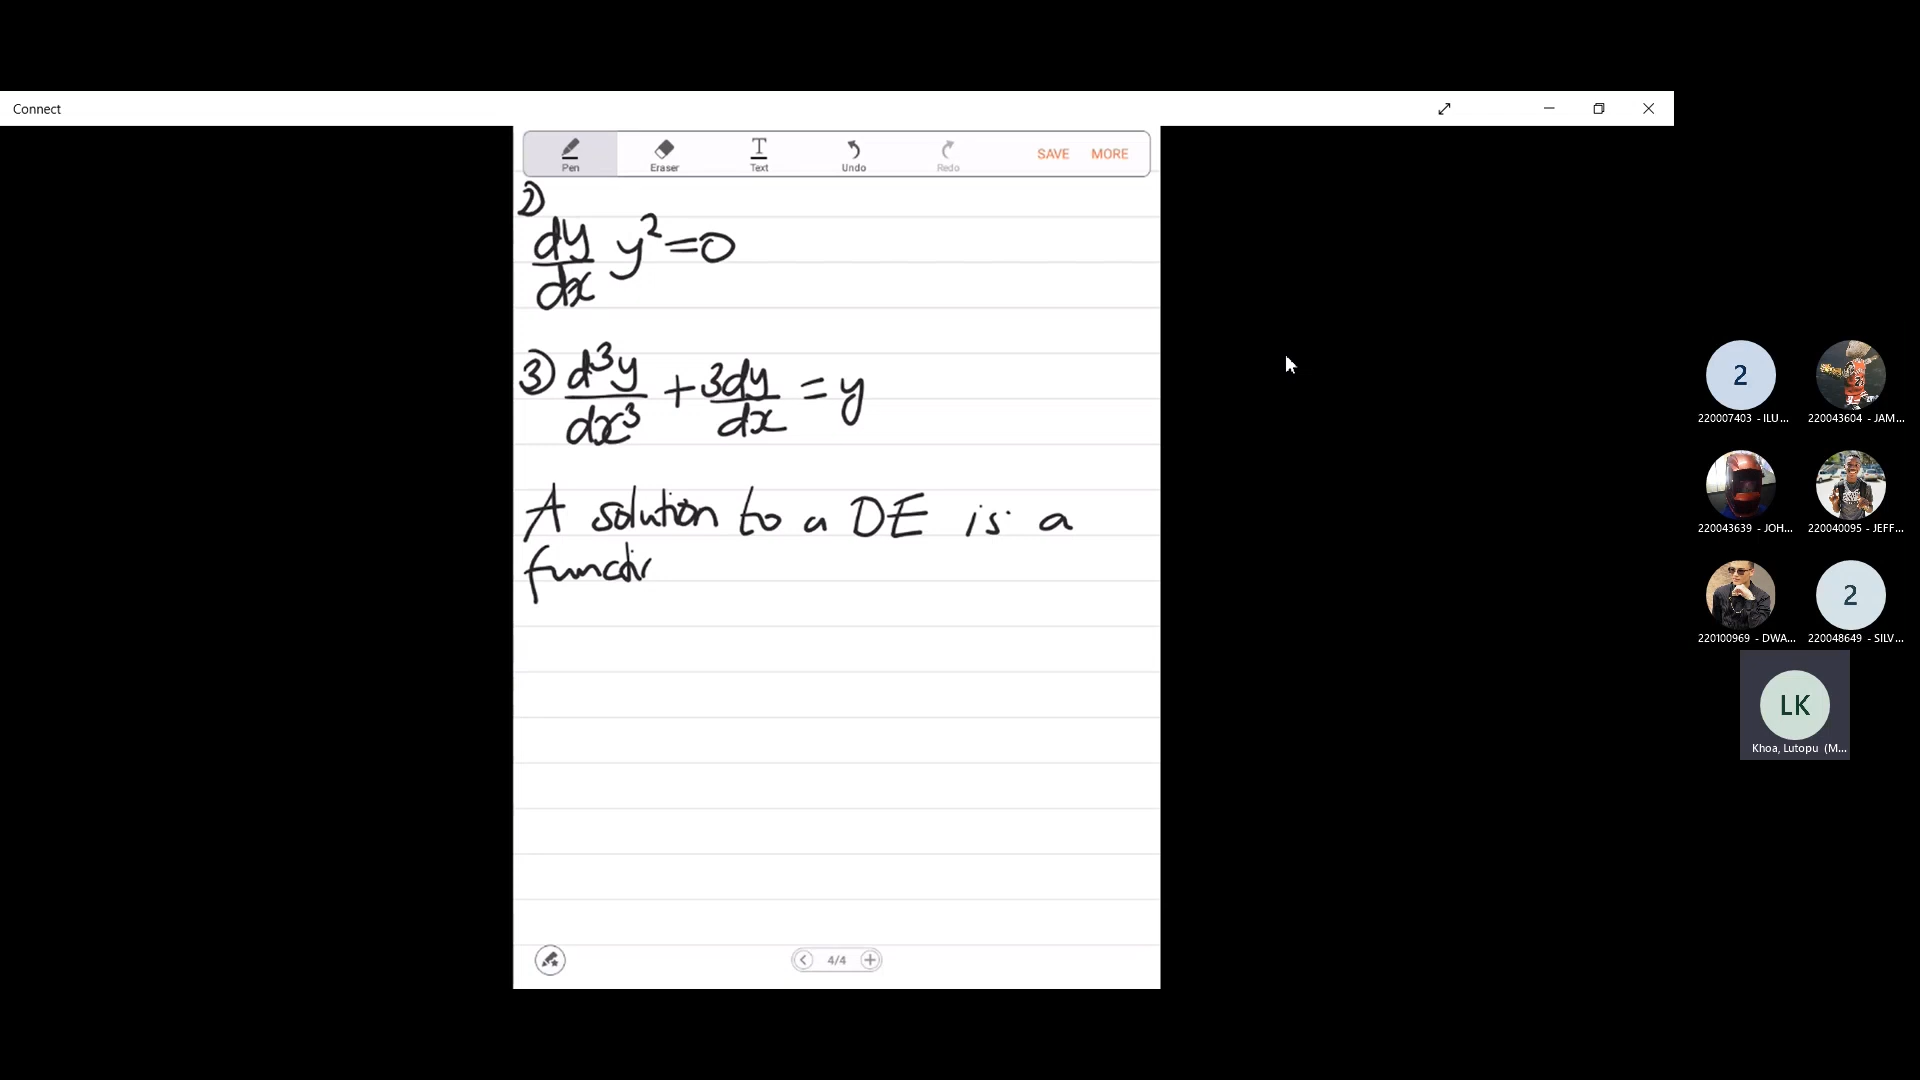 Connect
Pen
Eraser
Text
Undo
Redo
SAVE
MORE
2)
dy/dx y²=0
③ d³y/dx³ + 3dy/dx = y
A solution to a DE is a
functi
4/4
2
220007403 - ILU...
220043604 - JAM...
220043639 - JOH...
220040095 - JEFF...
220100969 - DWA...
2
220048649 - SILV...
LK
Khoa, Lutopu (M...